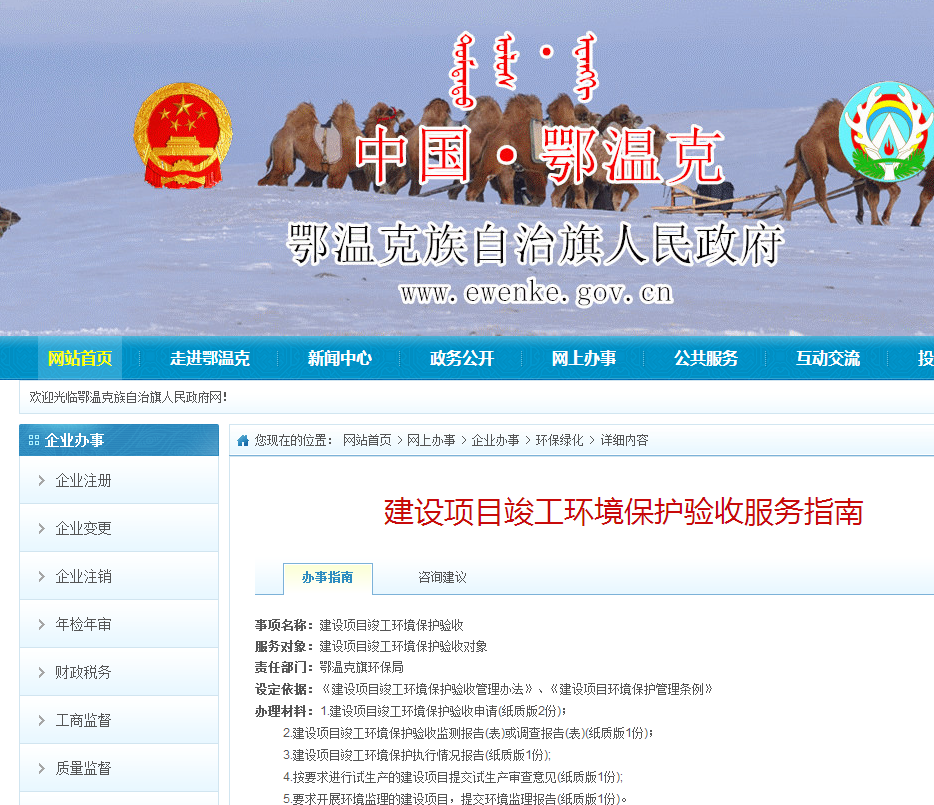 中国·鄂温克
鄂温克族自治旗人民政府
www.ewenke.gov.cn
网站首页 走进鄂温克 新闻中心 政务公开 网上办事 公共服务 互动交流 投
欢迎光临鄂温克族自治旗人民政府网!
企业办事
企业注册
企业变更
企业注销
年检年审
财政税务
工商监督
质量监督
您现在的位置: 网站首页 > 网上办事 > 企业办事 > 环保绿化 > 详细内容
建设项目竣工环境保护验收服务指南
办事指南 咨询建议
事项名称：建设项目竣工环境保护验收
服务对象：建设项目竣工环境保护验收对象
责任部门：鄂温克旗环保局
设定依据：《建设项目竣工环境保护验收管理办法》、《建设项目环境保护管理条例》
办理材料：1.建设项目竣工环境保护验收申请(纸质版2份)；
2.建设项目竣工环境保护验收监测报告(表)或调查报告(表)(纸质版1份)；
3.建设项目竣工环境保护执行情况报告(纸质版1份);
4.按要求进行试生产的建设项目提交试生产审查意见(纸质版1份);
5.要求开展环境监理的建设项目，提交环境监理报告(纸质版1份)。